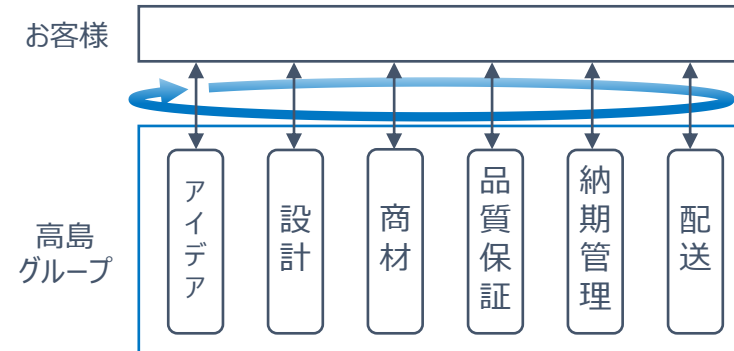 お客様
高島
グループ
アイデア
設計
商材
品質保証
納期管理
配送